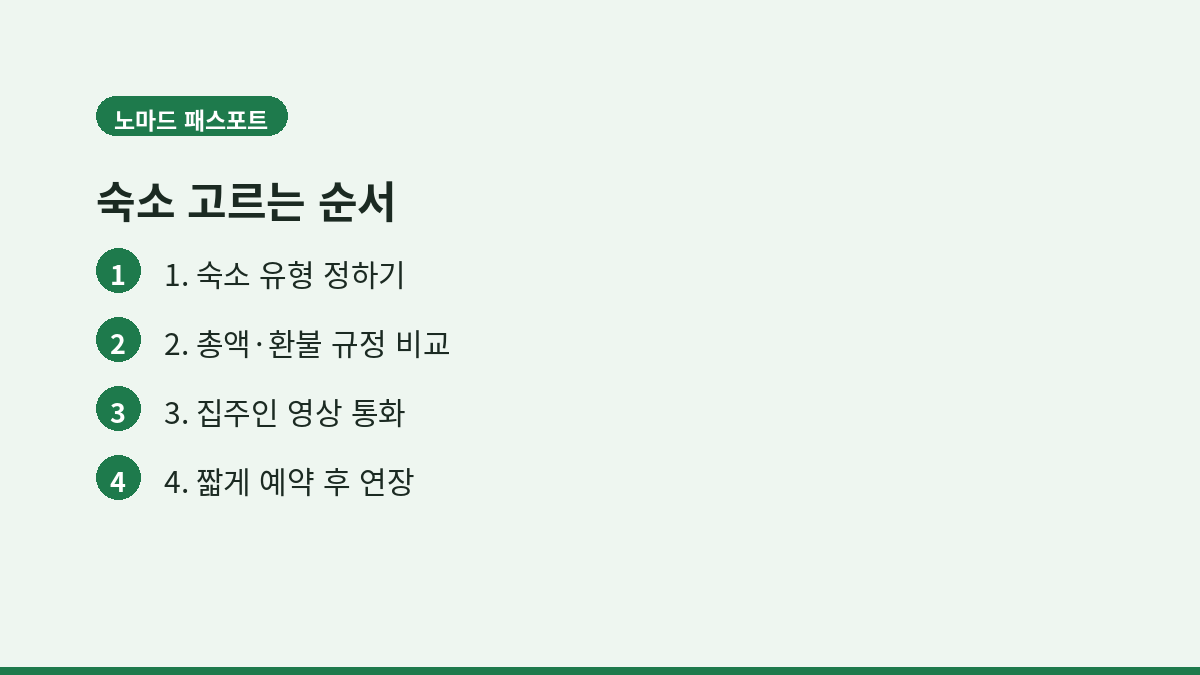 노마드 패스포트
숙소 고르는 순서
1 1. 숙소 유형 정하기
2 2. 총액·환불 규정 비교
3 3. 집주인 영상 통화
4 4. 짧게 예약 후 연장